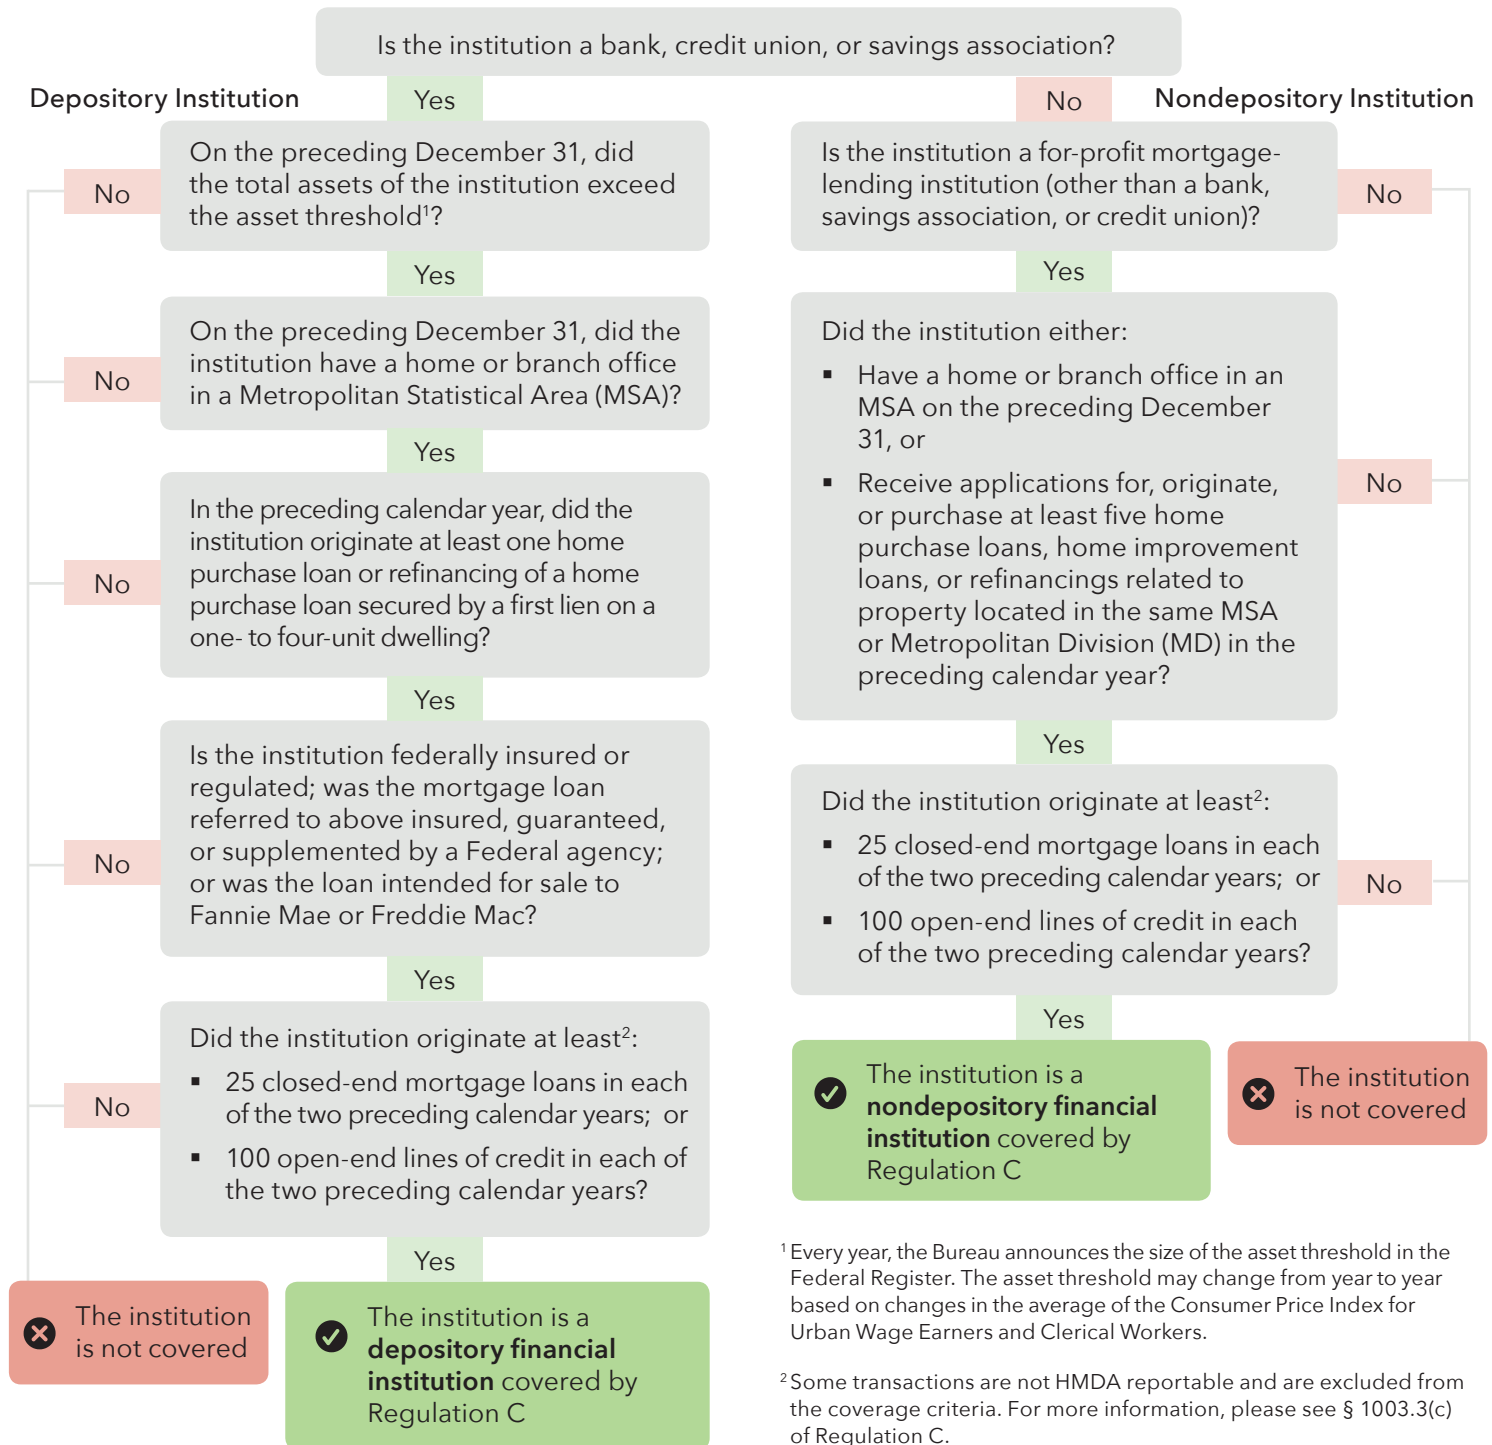 Is the institution a bank, credit union, or savings association?
Depository Institution
Yes
No
Nondepository Institution
On the preceding December 31, did
the total assets of the institution exceed
the asset threshold¹?
No
Yes
On the preceding December 31, did the
institution have a home or branch office
in a Metropolitan Statistical Area (MSA)?
No
Yes
In the preceding calendar year, did the
institution originate at least one home
purchase loan or refinancing of a home
purchase loan secured by a first lien on a
one- to four-unit dwelling?
No
Yes
Is the institution federally insured or
regulated; was the mortgage loan
referred to above insured, guaranteed,
or supplemented by a Federal agency;
or was the loan intended for sale to
Fannie Mae or Freddie Mac?
No
Yes
Did the institution originate at least²:
▪ 25 closed-end mortgage loans in each
of the two preceding calendar years; or
▪ 100 open-end lines of credit in each of
the two preceding calendar years?
No
Yes
The institution
is not covered
The institution is a
depository financial
institution covered by
Regulation C
Is the institution a for-profit mortgage-
lending institution (other than a bank,
savings association, or credit union)?
No
Yes
Did the institution either:
▪ Have a home or branch office in an
MSA on the preceding December
31, or
▪ Receive applications for, originate,
or purchase at least five home
purchase loans, home improvement
loans, or refinancings related to
property located in the same MSA
or Metropolitan Division (MD) in the
preceding calendar year?
No
Yes
Did the institution originate at least²:
▪ 25 closed-end mortgage loans in each
of the two preceding calendar years; or
▪ 100 open-end lines of credit in each
of the two preceding calendar years?
No
Yes
The institution is a
nondepository financial
institution covered by
Regulation C
The institution
is not covered
¹ Every year, the Bureau announces the size of the asset threshold in the
Federal Register. The asset threshold may change from year to year
based on changes in the average of the Consumer Price Index for
Urban Wage Earners and Clerical Workers.
² Some transactions are not HMDA reportable and are excluded from
the coverage criteria. For more information, please see § 1003.3(c)
of Regulation C.